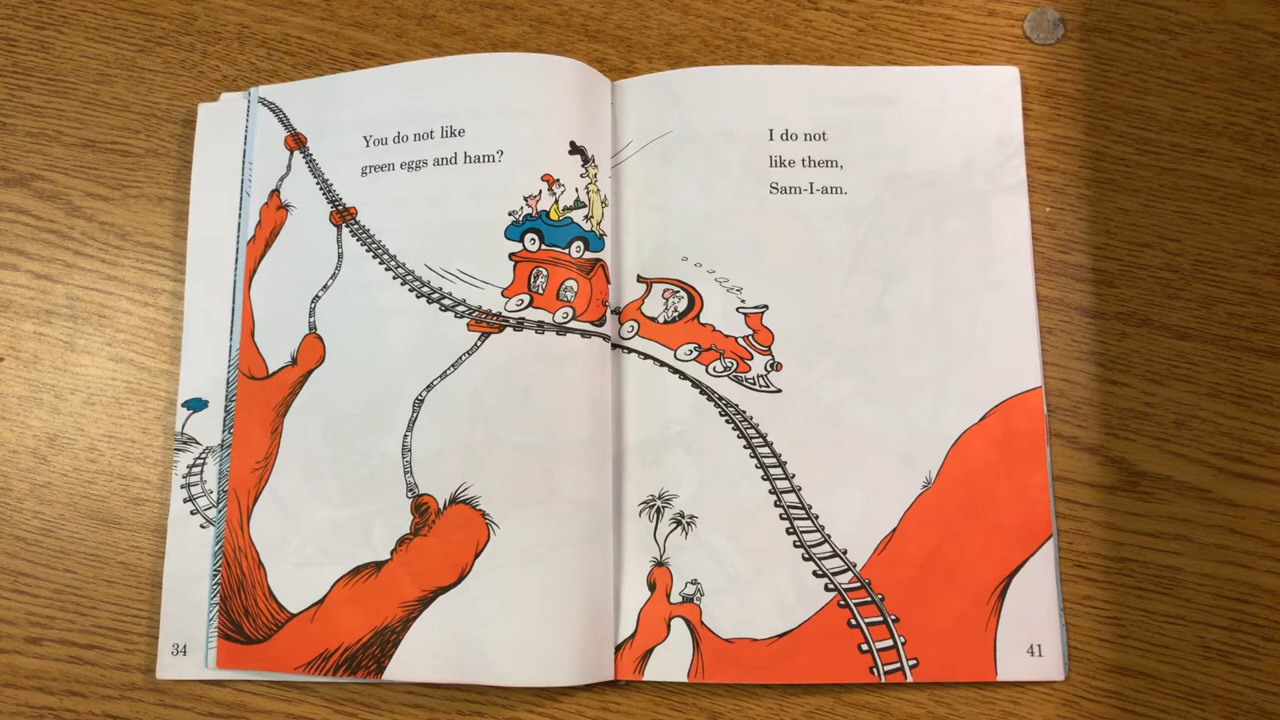 You do not like
green eggs and ham?
34
I do not
like them,
Sam-I-am.
41